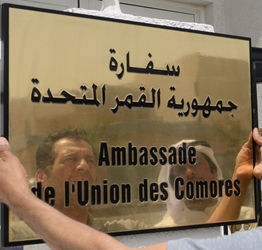 سفارة
جمهورية القمر المتحدة
Ambassade
de l'Union des Comores